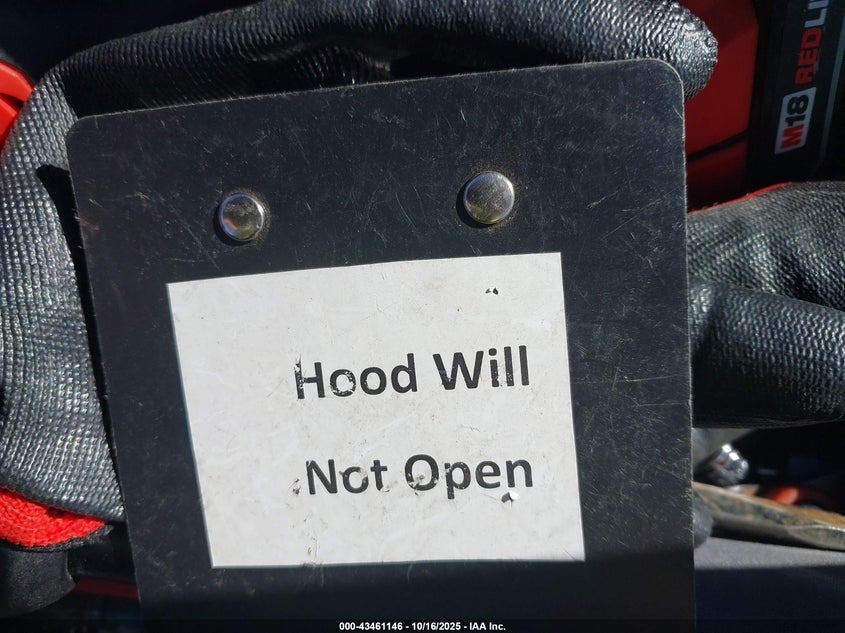 M18 REDLI
Hood Will
Not Open
000-43461146 - 10/16/2025 - IAA Inc.